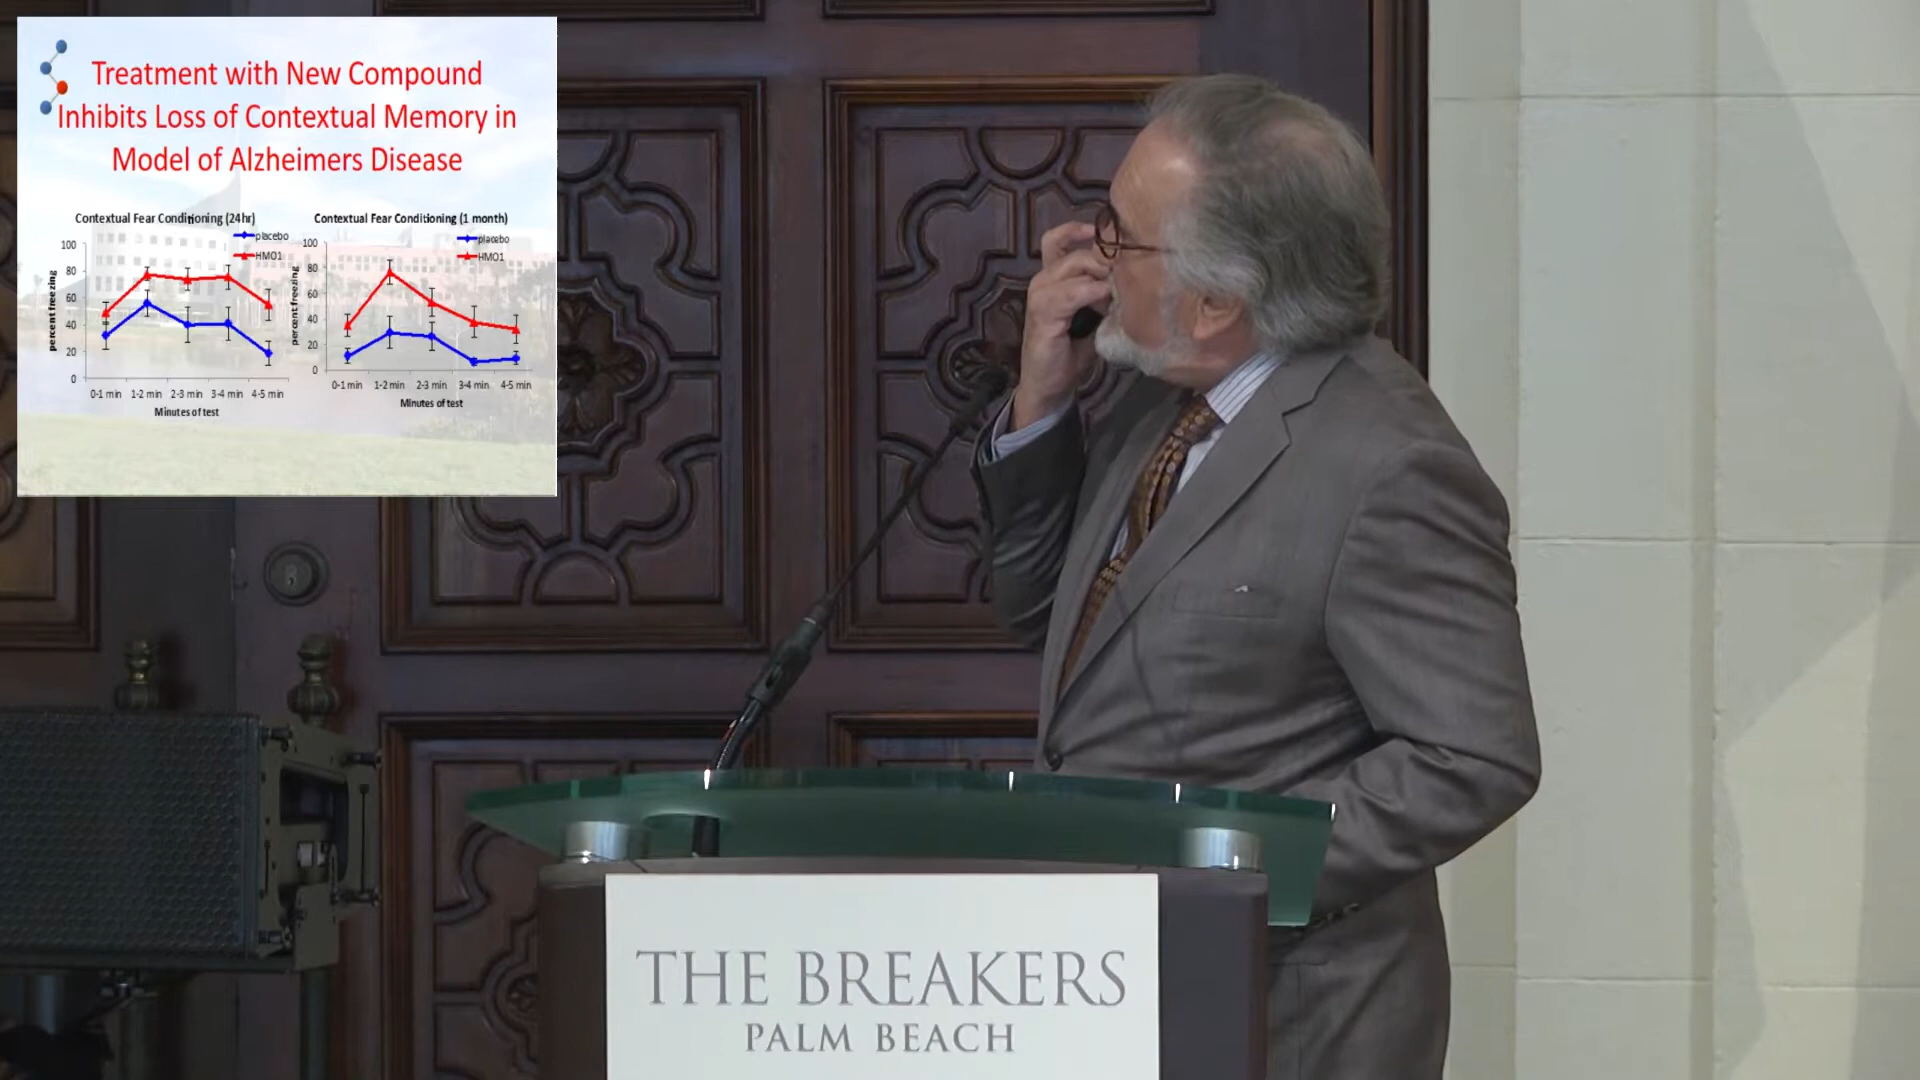 Treatment with New Compound
Inhibits Loss of Contextual Memory in
Model of Alzheimers Disease
Contextual Fear Conditioning (24hr)
placebo
HMO1
percent freezing
100
80
60
40
20
0
0-1 min 1-2 min 2-3 min 3-4 min 4-5 min
Minutes of test
Contextual Fear Conditioning (1 month)
placebo
HMO1
percent freezing
100
80
60
40
20
0
0-1 min 1-2 min 2-3 min 3-4 min 4-5 min
Minutes of test
THE BREAKERS
PALM BEACH